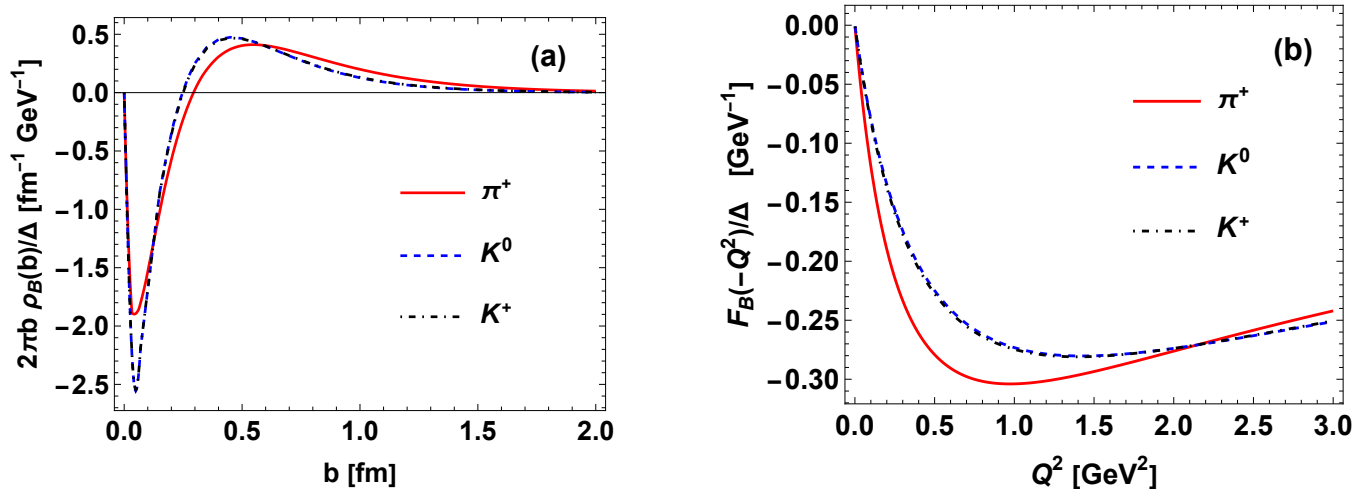 (a)
2πb ρ_B(b)/Δ [fm⁻¹ GeV⁻¹]
0.5
0.0
−0.5
−1.0
−1.5
−2.0
−2.5
π⁺
K⁰
K⁺
0.0 0.5 1.0 1.5 2.0
b [fm]
(b)
F_B(−Q²)/Δ [GeV⁻¹]
0.00
−0.05
−0.10
−0.15
−0.20
−0.25
−0.30
π⁺
K⁰
K⁺
0.0 0.5 1.0 1.5 2.0 2.5 3.0
Q² [GeV²]